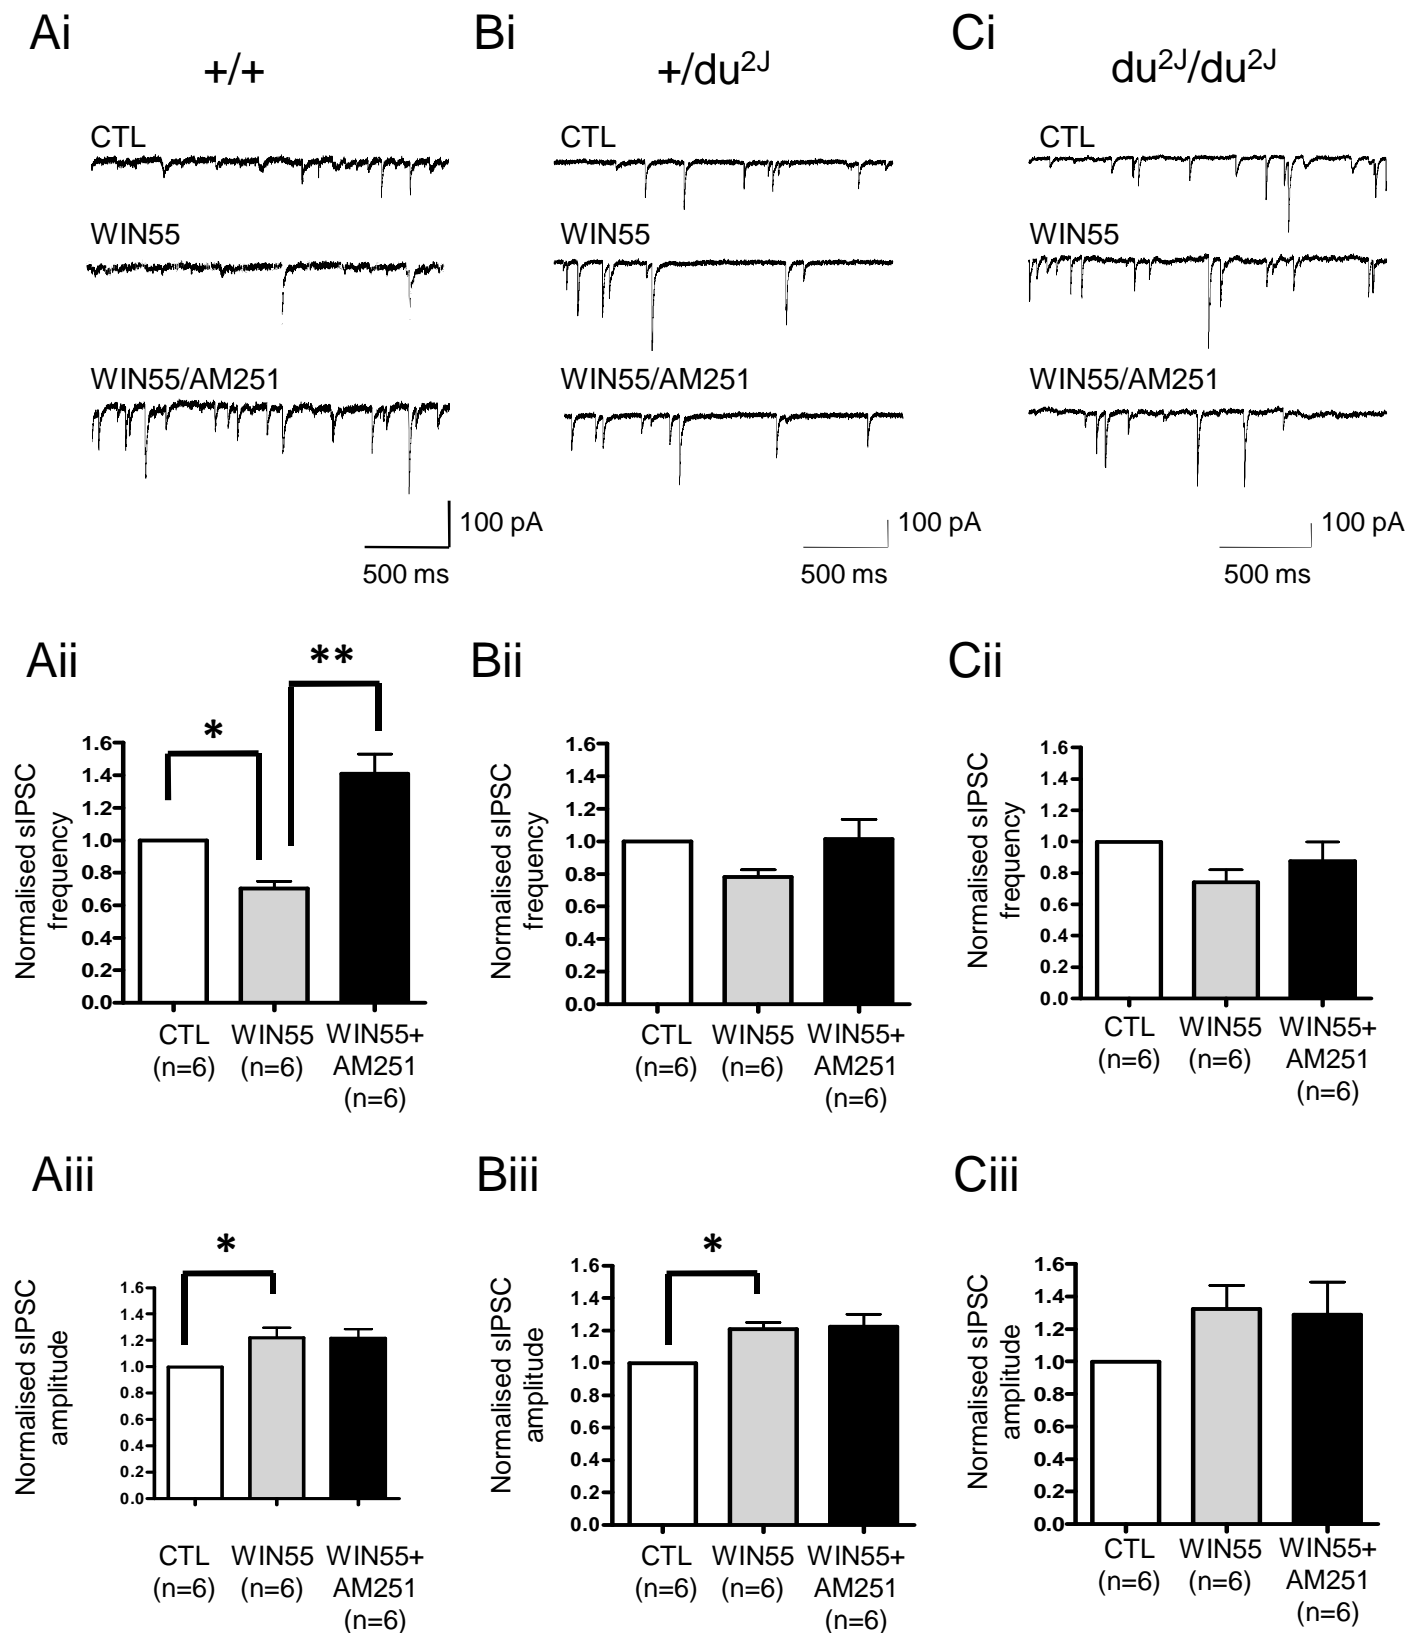 Ai
+/+
CTL
WIN55
WIN55/AM251
100 pA
500 ms
Bi
+/du2J
CTL
WIN55
WIN55/AM251
100 pA
500 ms
Ci
du2J/du2J
CTL
WIN55
WIN55/AM251
100 pA
500 ms
Aii
**
*
Normalised sIPSC
frequency
1.6
1.4
1.2
1.0
0.8
0.6
0.4
0.2
0.0
CTL
(n=6)
WIN55
(n=6)
WIN55+
AM251
(n=6)
Bii
Normalised sIPSC
frequency
1.6
1.4
1.2
1.0
0.8
0.6
0.4
0.2
0.0
CTL
(n=6)
WIN55
(n=6)
WIN55+
AM251
(n=6)
Cii
Normalised sIPSC
frequency
1.6
1.4
1.2
1.0
0.8
0.6
0.4
0.2
0.0
CTL
(n=6)
WIN55
(n=6)
WIN55+
AM251
(n=6)
Aiii
*
Normalised sIPSC
amplitude
1.6
1.4
1.2
1.0
0.8
0.6
0.4
0.2
0.0
CTL
(n=6)
WIN55
(n=6)
WIN55+
AM251
(n=6)
Biii
*
Normalised sIPSC
amplitude
1.6
1.4
1.2
1.0
0.8
0.6
0.4
0.2
0.0
CTL
(n=6)
WIN55
(n=6)
WIN55+
AM251
(n=6)
Ciii
Normalised sIPSC
amplitude
1.6
1.4
1.2
1.0
0.8
0.6
0.4
0.2
0.0
CTL
(n=6)
WIN55
(n=6)
WIN55+
AM251
(n=6)